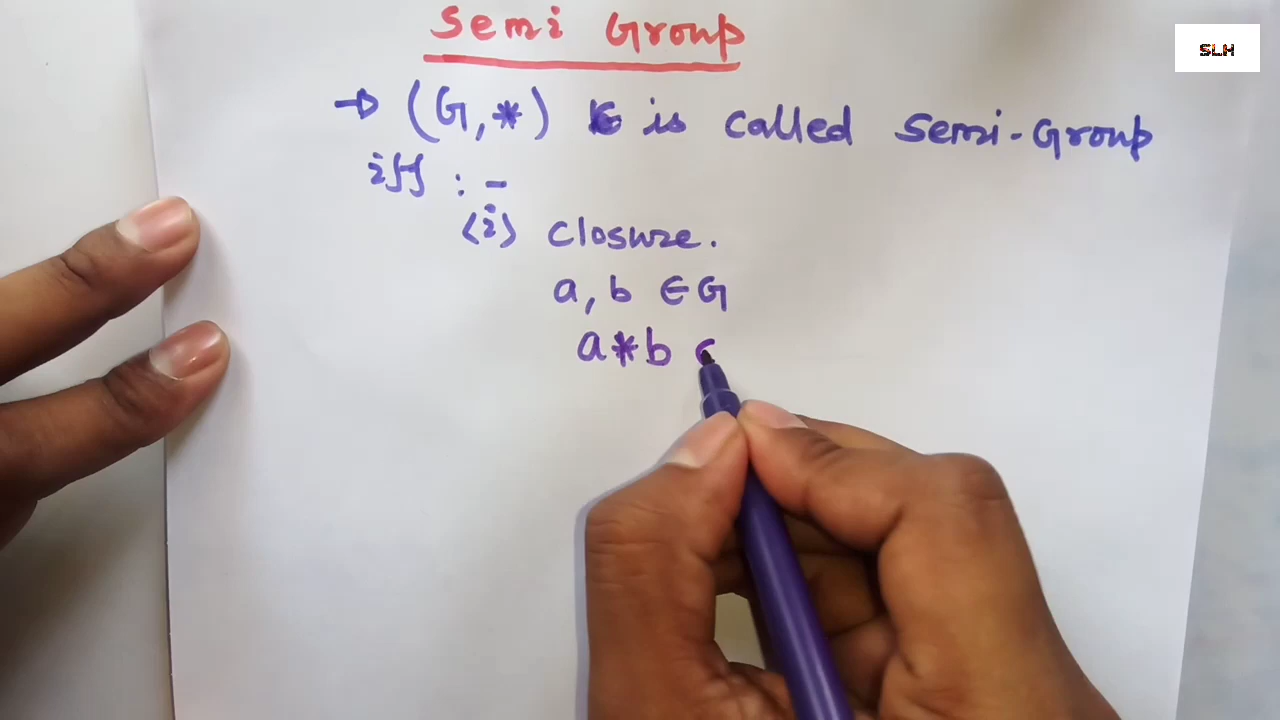 Semi Group
SLH
→ (G, *) is called Semi-Group
iff : -
(i) Closure.
a, b ∈ G
a * b